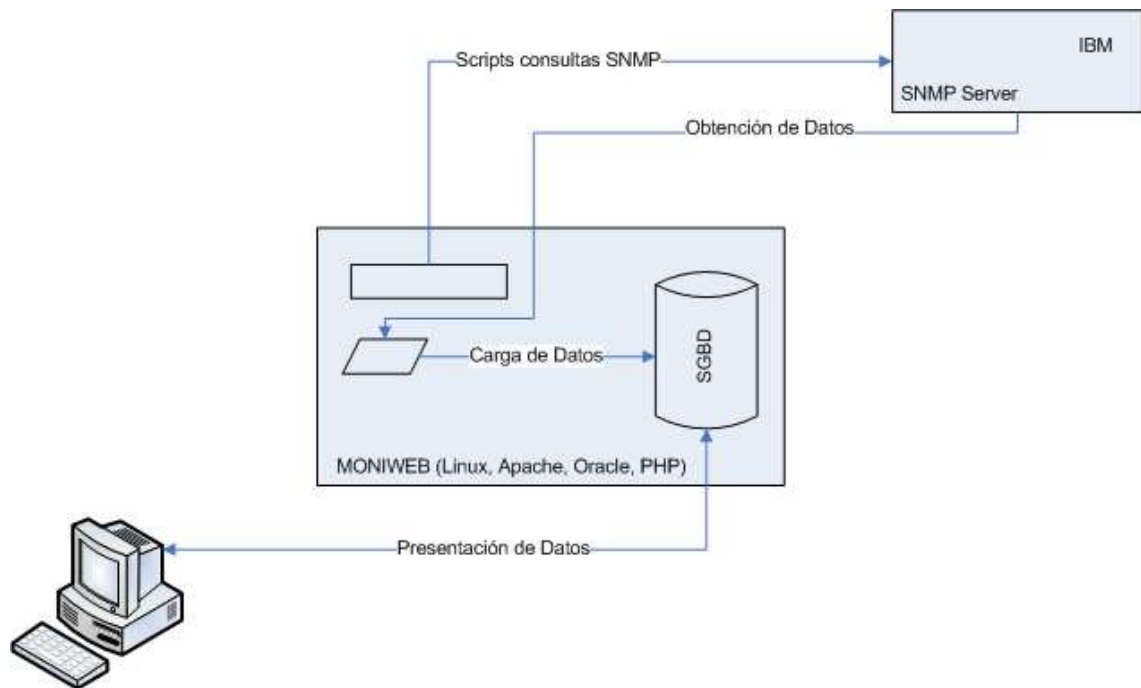 Scripts consultas SNMP
IBM
SNMP Server
Obtención de Datos
Carga de Datos
SGBD
MONIWEB (Linux, Apache, Oracle, PHP)
Presentación de Datos